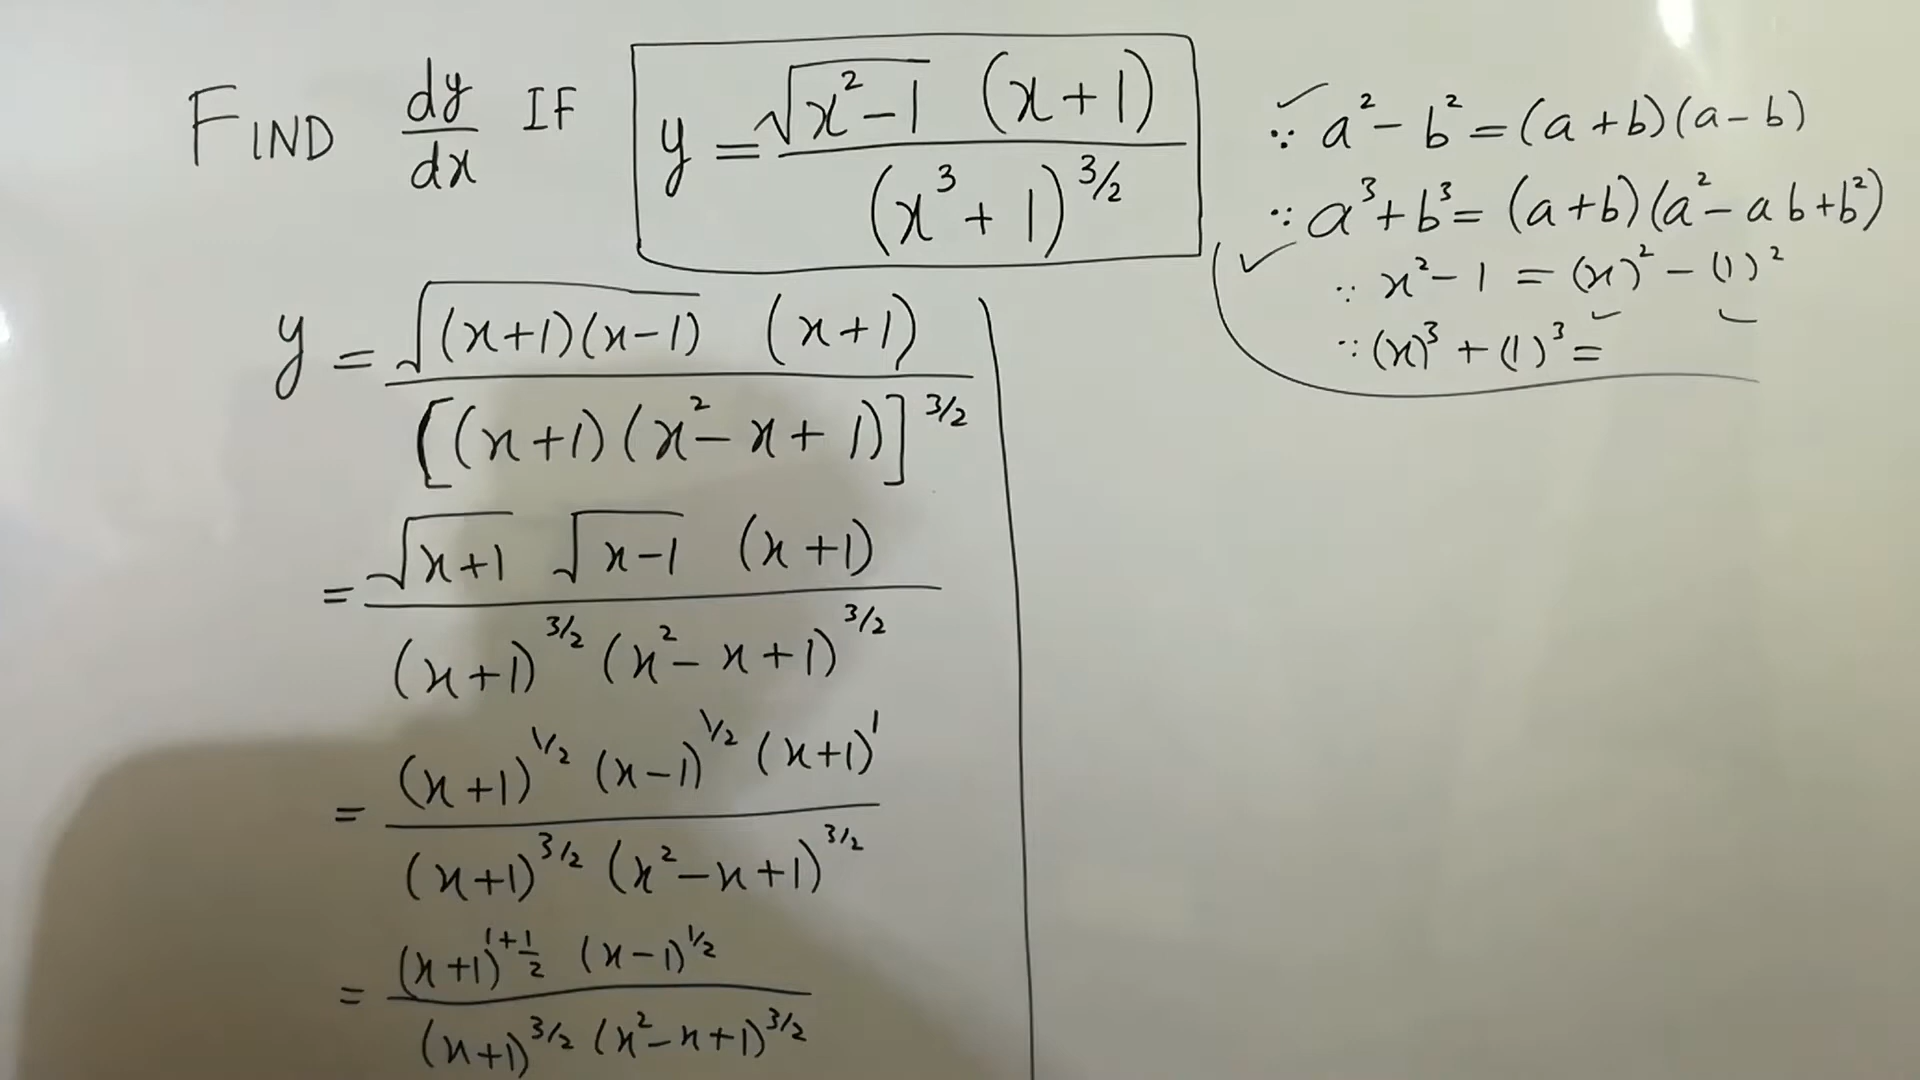 FIND dy/dx IF y = √(x²-1) (x+1) / (x³+1)^3/2
∵ a² - b² = (a+b)(a-b)
∵ a³+b³ = (a+b)(a²-ab+b²)
∵ x²-1 = (x)² - (1)²
∵ (x)³ + (1)³ =
y = √((x+1)(x-1)) (x+1) / [(x+1)(x²-x+1)]^3/2
= √(x+1) √(x-1) (x+1) / (x+1)^3/2 (x²-x+1)^3/2
= (x+1)^1/2 (x-1)^1/2 (x+1)^1 / (x+1)^3/2 (x²-x+1)^3/2
= (x+1)^1+1/2 (x-1)^1/2 / (x+1)^3/2 (x²-x+1)^3/2